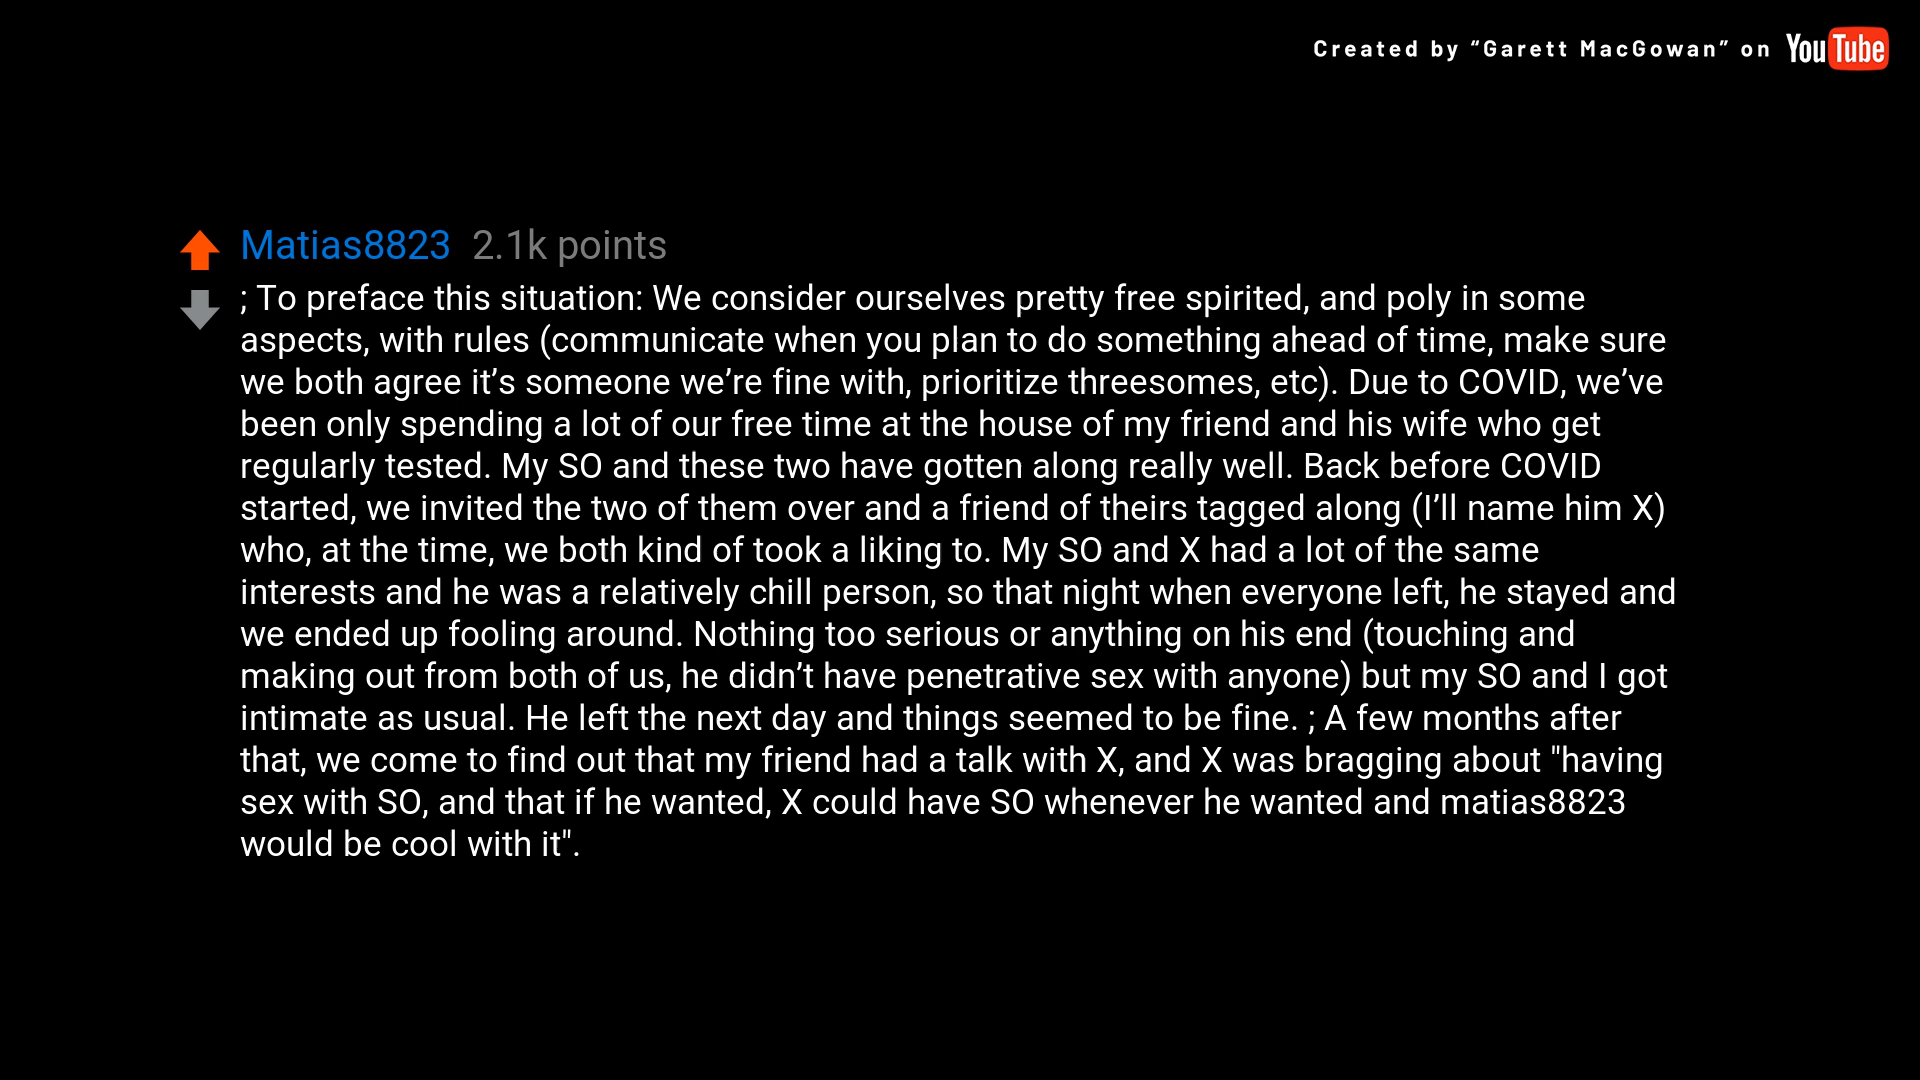 Created by “Garett MacGowan” on YouTube
Matias8823 2.1k points
; To preface this situation: We consider ourselves pretty free spirited, and poly in some
aspects, with rules (communicate when you plan to do something ahead of time, make sure
we both agree it’s someone we’re fine with, prioritize threesomes, etc). Due to COVID, we’ve
been only spending a lot of our free time at the house of my friend and his wife who get
regularly tested. My SO and these two have gotten along really well. Back before COVID
started, we invited the two of them over and a friend of theirs tagged along (I’ll name him X)
who, at the time, we both kind of took a liking to. My SO and X had a lot of the same
interests and he was a relatively chill person, so that night when everyone left, he stayed and
we ended up fooling around. Nothing too serious or anything on his end (touching and
making out from both of us, he didn’t have penetrative sex with anyone) but my SO and I got
intimate as usual. He left the next day and things seemed to be fine. ; A few months after
that, we come to find out that my friend had a talk with X, and X was bragging about "having
sex with SO, and that if he wanted, X could have SO whenever he wanted and matias8823
would be cool with it".